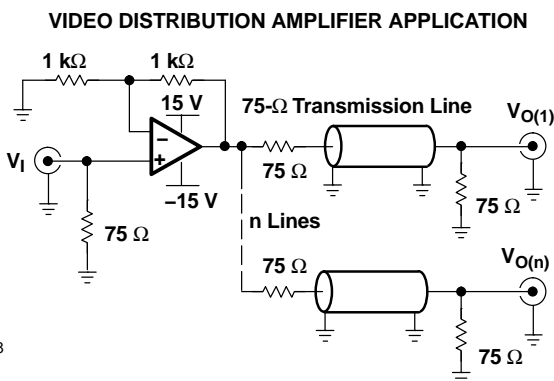 VIDEO DISTRIBUTION AMPLIFIER APPLICATION
1 kΩ
1 kΩ
15 V
75-Ω Transmission Line
VO(1)
VI
−
+
75 Ω
−15 V
75 Ω
75 Ω
n Lines
75 Ω
VO(n)
75 Ω
3